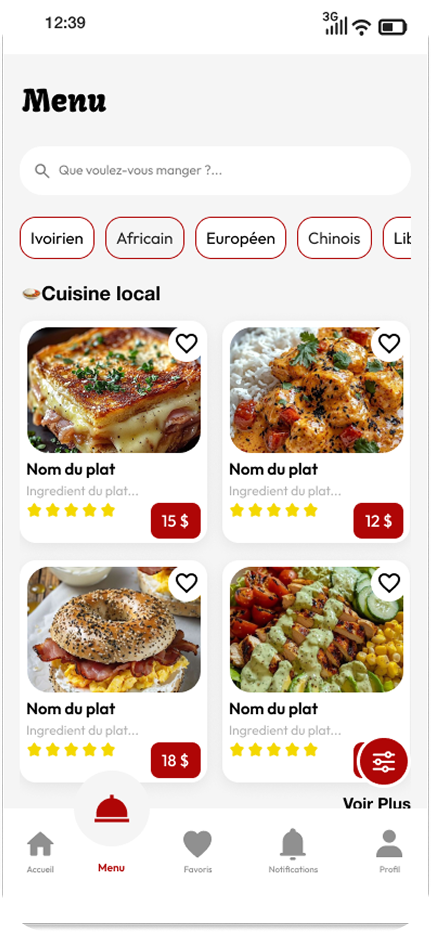 12:39
3G
Menu
Que voulez-vous manger ?...
Ivoirien Africain Européen Chinois Lib
Cuisine local
Nom du plat Nom du plat
Ingredient du plat... Ingredient du plat...
15 $ 12 $
Nom du plat Nom du plat
Ingredient du plat... Ingredient du plat...
18 $
Voir Plus
Accueil Menu Favoris Notifications Profil